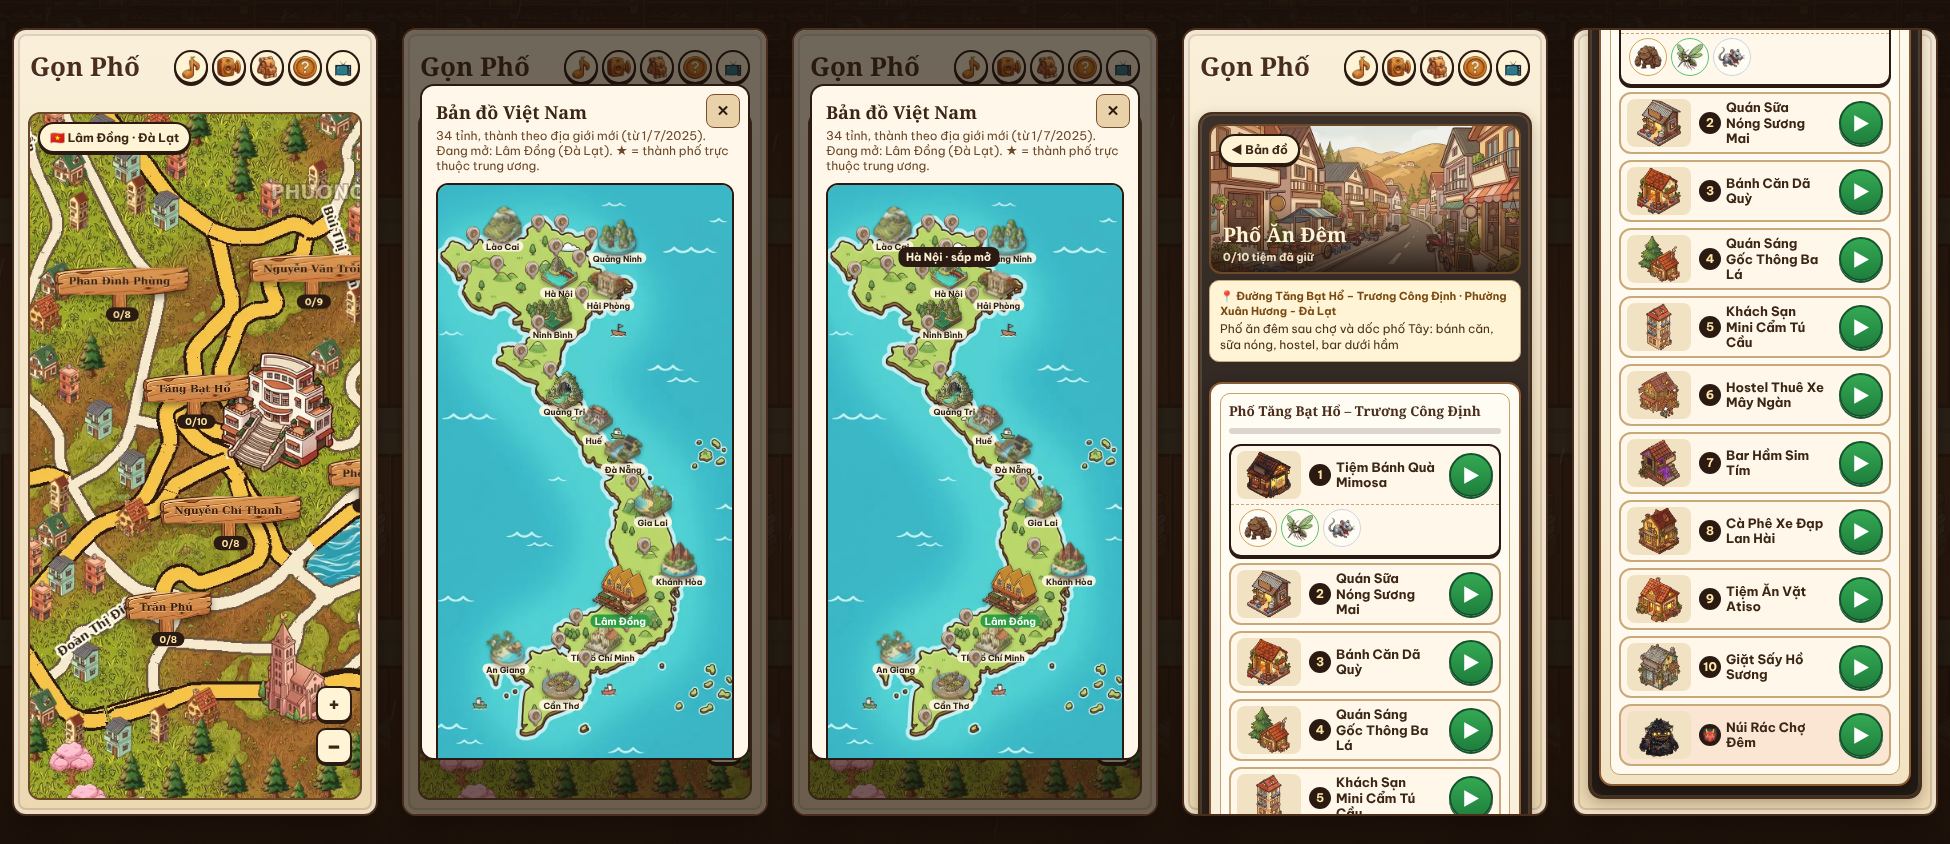 Gọn Phố
🇻🇳 Lâm Đồng · Đà Lạt
PHƯỜNG
Bùi Thị
Nguyễn Văn Trỗi
0/9
Phan Đình Phùng
0/8
Tăng Bạt Hổ
0/10
Nguyễn Chí Thanh
0/8
Trần Phú
0/8
Đoàn Thị Đi
+
−
Gọn Phố
Bản đồ Việt Nam
×
34 tỉnh, thành theo địa giới mới (từ 1/7/2025).
Đang mở: Lâm Đồng (Đà Lạt). ★ = thành phố trực
thuộc trung ương.
Lào Cai
Quảng Ninh
Hà Nội
Hải Phòng
Ninh Bình
Quảng Trị
Huế
Đà Nẵng
Gia Lai
Khánh Hòa
Lâm Đồng
Chí Minh
An Giang
Cần Thơ
Gọn Phố
Bản đồ Việt Nam
×
34 tỉnh, thành theo địa giới mới (từ 1/7/2025).
Đang mở: Lâm Đồng (Đà Lạt). ★ = thành phố trực
thuộc trung ương.
Lào Cai
Hà Nội · sắp mở
ng Ninh
Hà Nội
Hải Phòng
Ninh Bình
Quảng Trị
Huế
Đà Nẵng
Gia Lai
Khánh Hòa
Lâm Đồng
Chí Minh
An Giang
Cần Thơ
Gọn Phố
◀ Bản đồ
Phố Ăn Đêm
0/10 tiệm đã giữ
📍 Đường Tăng Bạt Hổ – Trương Công Định · Phường
Xuân Hương - Đà Lạt
Phố ăn đêm sau chợ và dốc phố Tây: bánh căn,
sữa nóng, hostel, bar dưới hầm
Phố Tăng Bạt Hổ – Trương Công Định
1 Tiệm Bánh Quà
Mimosa
2 Quán Sữa
Nóng Sương
Mai
3 Bánh Căn Dã
Quỳ
4 Quán Sáng
Gốc Thông Ba
Lá
5 Khách Sạn
Mini Cẩm Tú
Cầu
2 Quán Sữa
Nóng Sương
Mai
3 Bánh Căn Dã
Quỳ
4 Quán Sáng
Gốc Thông Ba
Lá
5 Khách Sạn
Mini Cẩm Tú
Cầu
6 Hostel Thuê Xe
Mây Ngàn
7 Bar Hầm Sim
Tím
8 Cà Phê Xe Đạp
Lan Hài
9 Tiệm Ăn Vặt
Atiso
10 Giặt Sấy Hồ
Sương
Núi Rác Chợ
Đêm